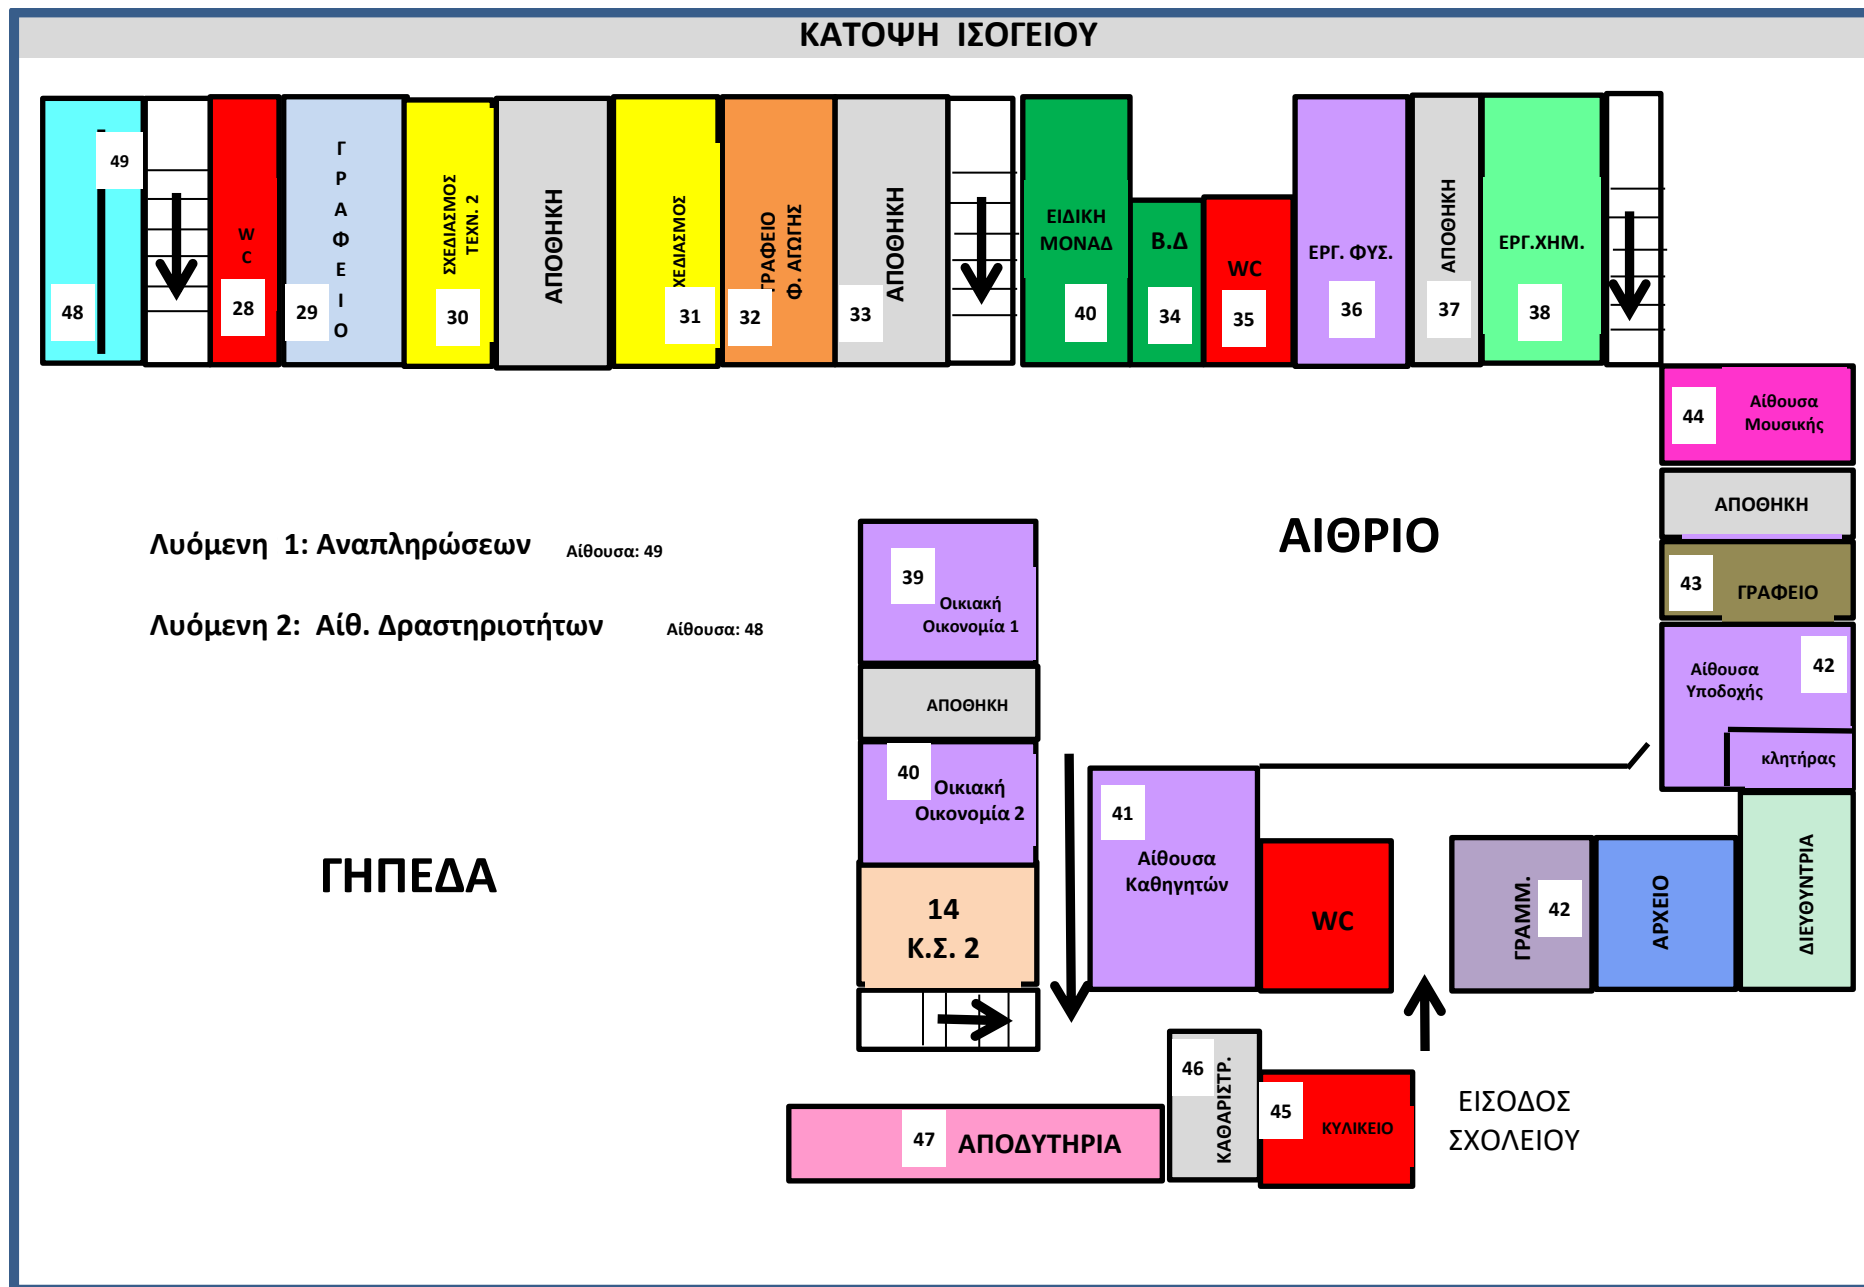 ΚΑΤΟΨΗ ΙΣΟΓΕΙΟΥ
49
48
WC
28
ΓΡΑΦΕΙΟ
29
ΣΧΕΔΙΑΣΜΟΣ
ΤΕΧΝ. 2
30
ΑΠΟΘΗΚΗ
ΧΕΔΙΑΣΜΟΣ
31
ΓΡΑΦΕΙΟ
Φ. ΑΓΩΓΗΣ
32
ΑΠΟΘΗΚΗ
33
ΕΙΔΙΚΗ
ΜΟΝΑΔ
40
Β.Δ
34
WC
35
ΕΡΓ. ΦΥΣ.
36
ΑΠΟΘΗΚΗ
37
ΕΡΓ.ΧΗΜ.
38
44
Αίθουσα
Μουσικής
ΑΠΟΘΗΚΗ
43
ΓΡΑΦΕΙΟ
Αίθουσα
Υποδοχής
42
κλητήρας
ΑΙΘΡΙΟ
Λυόμενη 1: Αναπληρώσεων Αίθουσα: 49
Λυόμενη 2: Αίθ. Δραστηριοτήτων Αίθουσα: 48
39
Οικιακή
Οικονομία 1
ΑΠΟΘΗΚΗ
40
Οικιακή
Οικονομία 2
14
Κ.Σ. 2
ΓΗΠΕΔΑ
41
Αίθουσα
Καθηγητών
WC
ΓΡΑΜΜ.
42
ΑΡΧΕΙΟ
ΔΙΕΥΘΥΝΤΡΙΑ
46
ΚΑΘΑΡΙΣΤΡ.
45
ΚΥΛΙΚΕΙΟ
ΕΙΣΟΔΟΣ
ΣΧΟΛΕΙΟΥ
47
ΑΠΟΔΥΤΗΡΙΑ